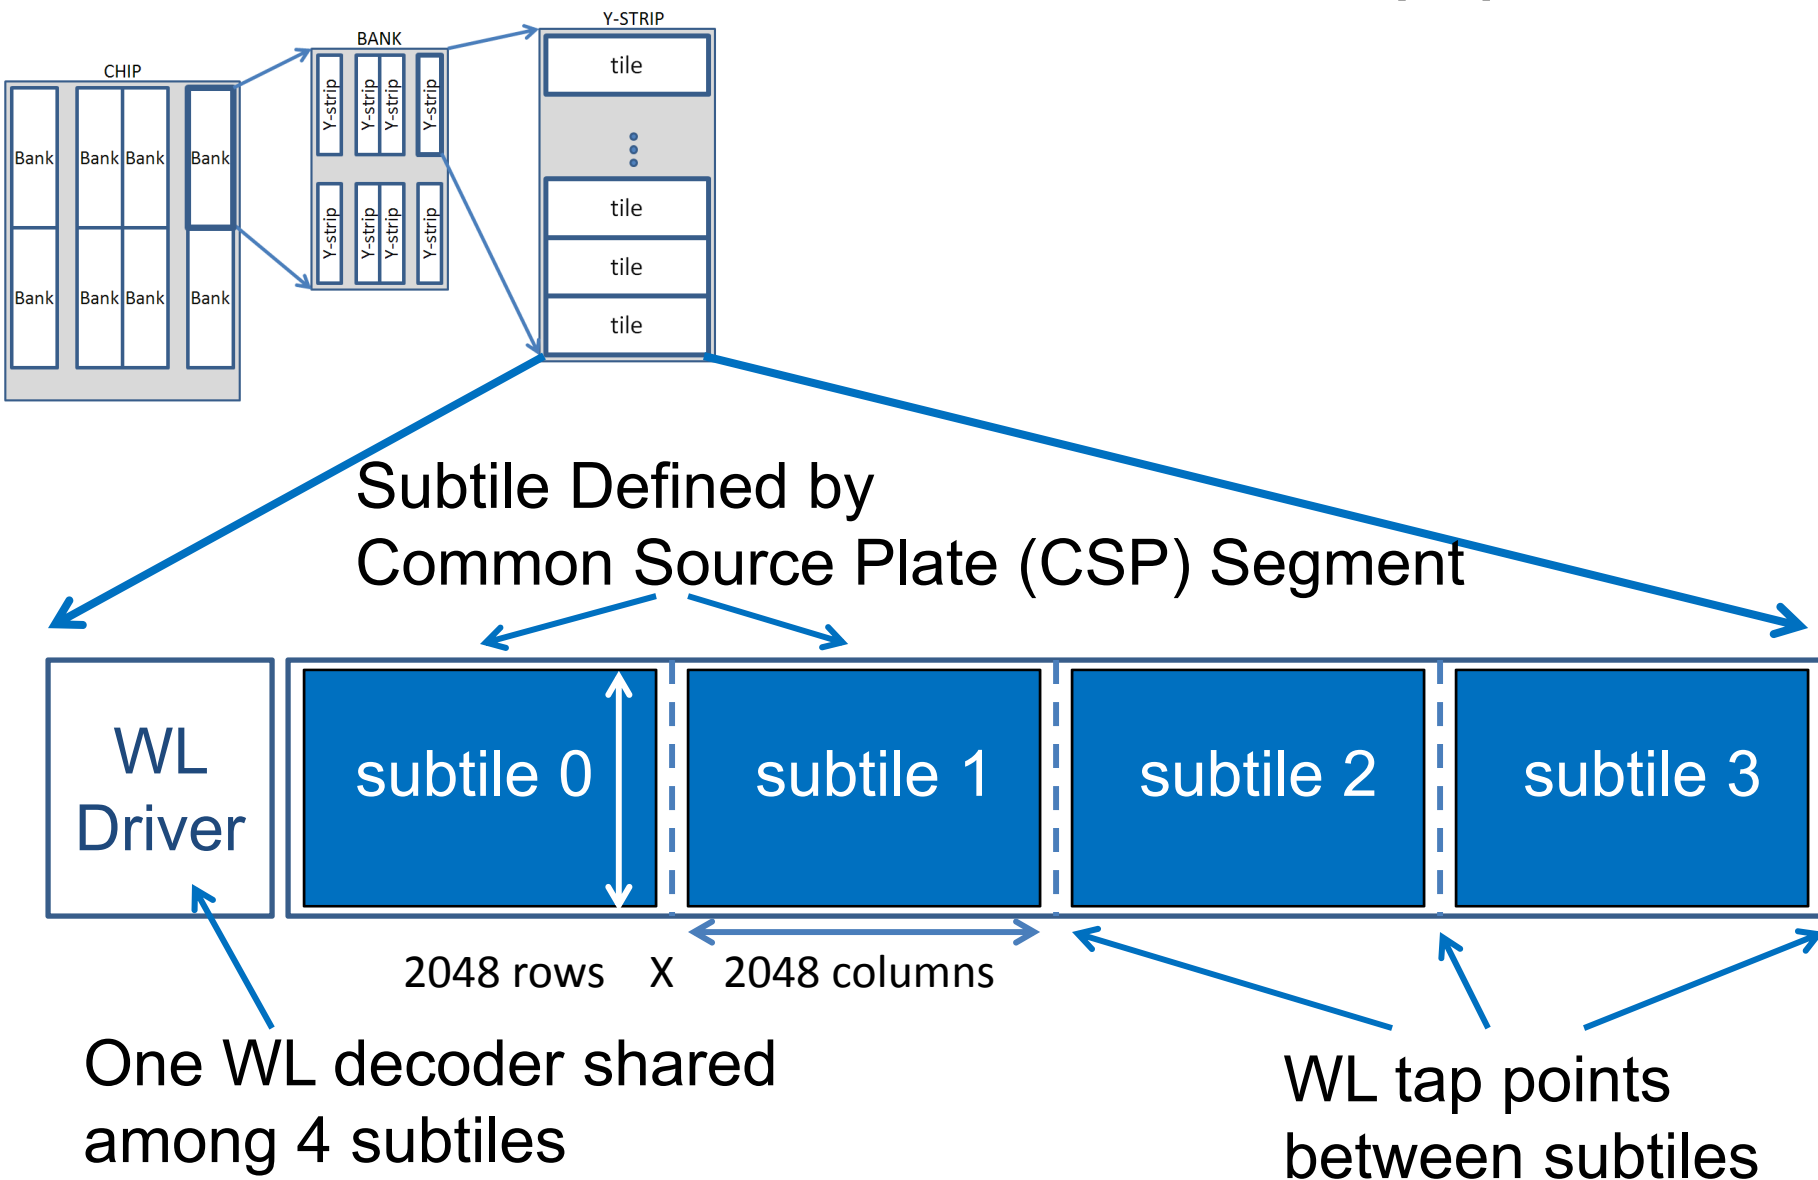 Y-STRIP
BANK
CHIP
tile
Y-strip Y-strip Y-strip Y-strip
Bank Bank Bank Bank
tile
Y-strip Y-strip Y-strip Y-strip
tile
Bank Bank Bank Bank
tile
Subtile Defined by
Common Source Plate (CSP) Segment
WL
Driver
subtile 0 subtile 1 subtile 2 subtile 3
2048 rows X 2048 columns
One WL decoder shared
among 4 subtiles
WL tap points
between subtiles